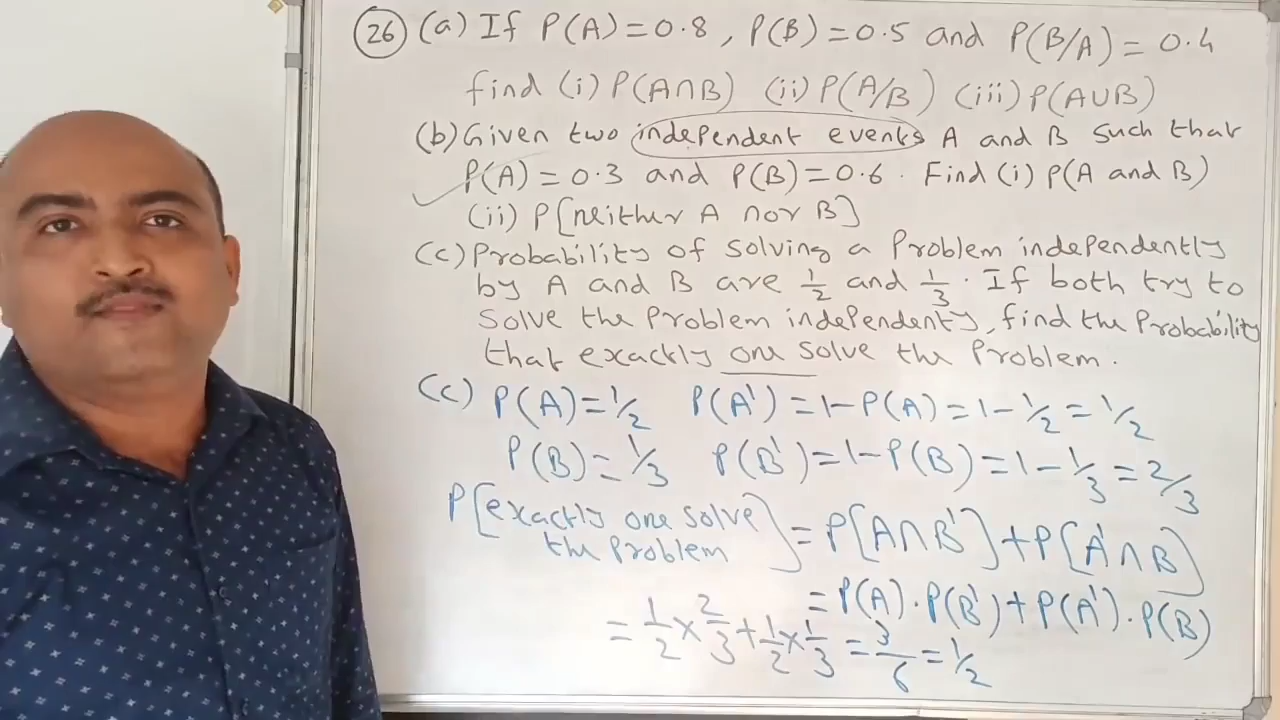 26 (a) If P(A)=0.8, P(B)=0.5 and P(B/A) = 0.4
find (i) P(A∩B) (ii) P(A/B) (iii) P(A∪B)
(b) Given two independent events A and B such that
P(A) = 0.3 and P(B)=0.6. Find (i) P(A and B)
(ii) P[neither A nor B]
(c) Probability of solving a Problem independently
by A and B are 1/2 and 1/3. If both try to
solve the Problem independenty, find the Probability
that exactly one solve the Problem.
(c) P(A)=1/2 P(A')=1-P(A)=1-1/2=1/2
P(B)=1/3 P(B')=1-P(B)=1-1/3=2/3
P[exactly one solve
the Problem]=P[A∩B']+P[A'∩B]
=P(A).P(B')+P(A').P(B)
=1/2×2/3+1/2×1/3=3/6=1/2